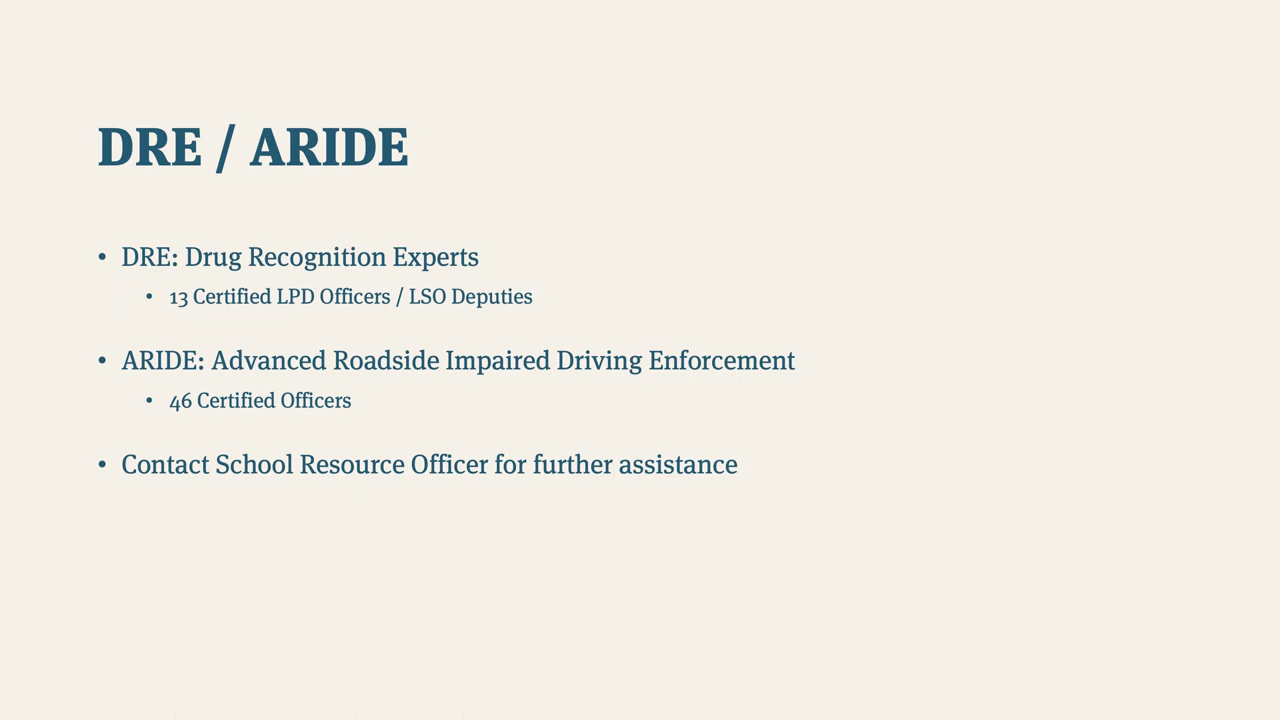 DRE / ARIDE
• DRE: Drug Recognition Experts
• 13 Certified LPD Officers / LSO Deputies
• ARIDE: Advanced Roadside Impaired Driving Enforcement
• 46 Certified Officers
• Contact School Resource Officer for further assistance